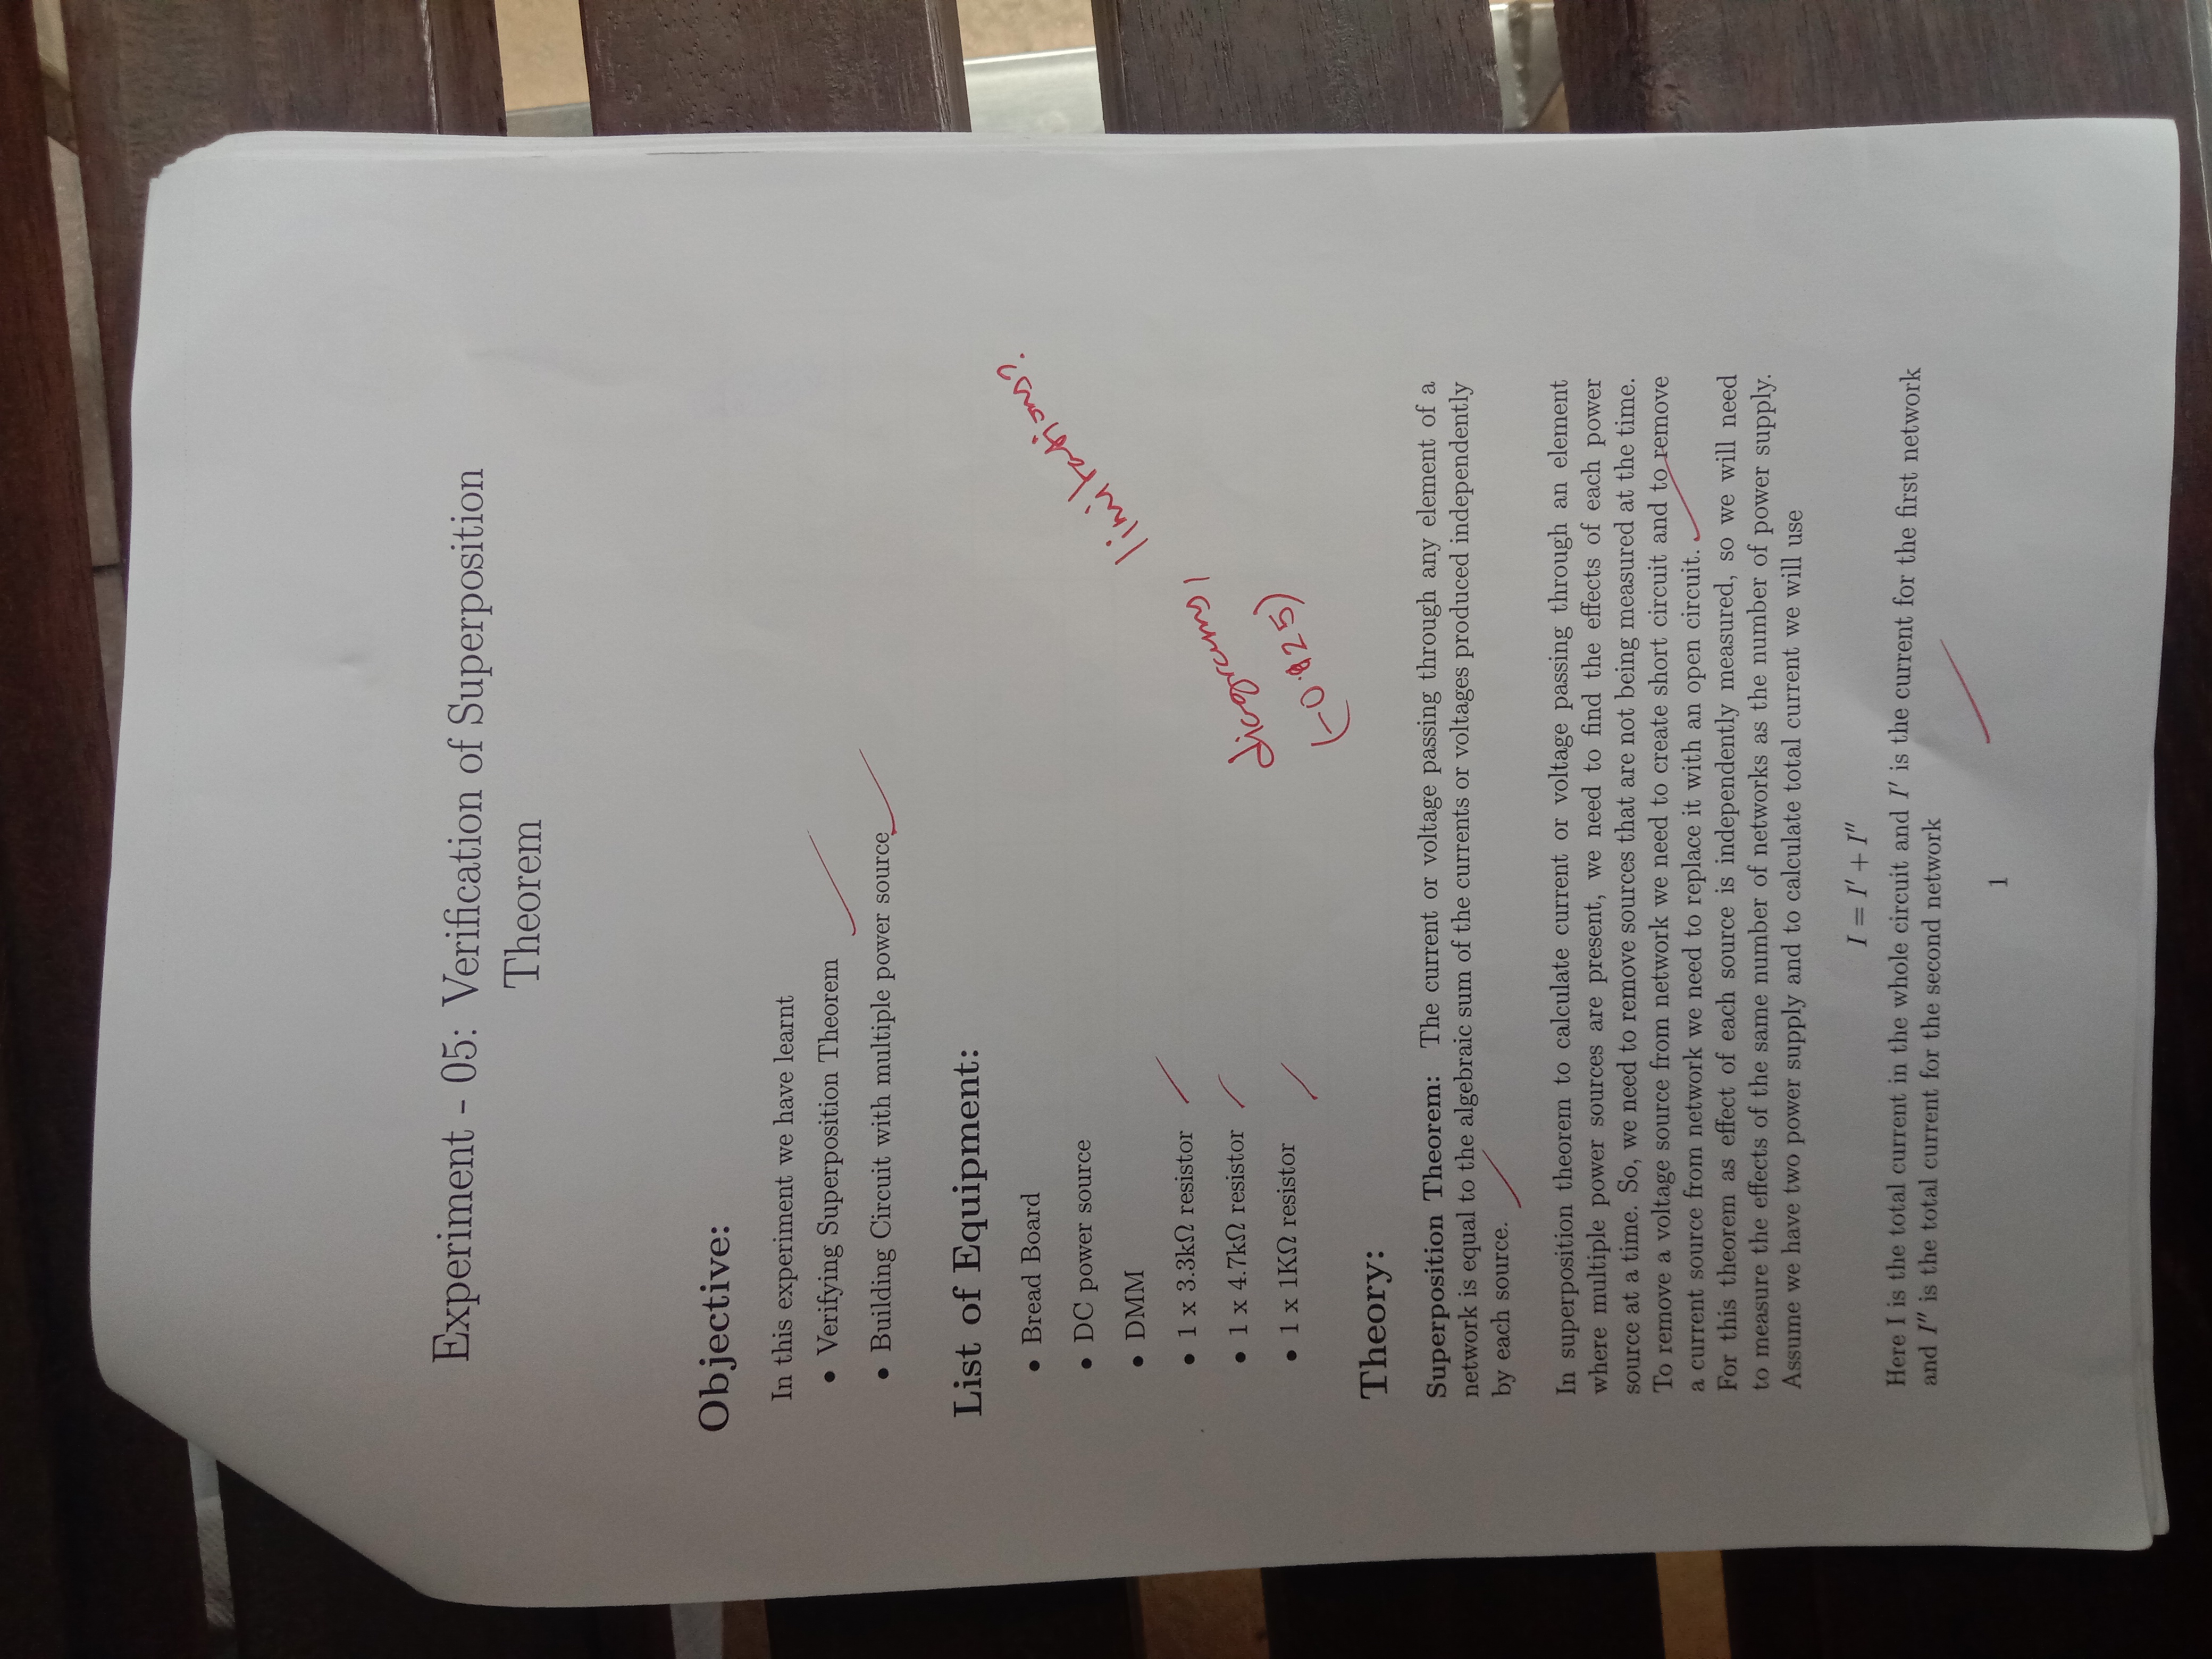 Experiment - 05: Verification of Superposition
Theorem
Objective:
In this experiment we have learnt
• Verifying Superposition Theorem
• Building Circuit with multiple power source
List of Equipment:
• Bread Board
• DC power source
• DMM
• 1 x 3.3kΩ resistor
• 1 x 4.7kΩ resistor
• 1 x 1KΩ resistor
limitations.
(-0.25)
Theory:
Superposition Theorem: The current or voltage passing through any element of a
network is equal to the algebraic sum of the currents or voltages produced independently
by each source.
In superposition theorem to calculate current or voltage passing through an element
where multiple power sources are present, we need to find the effects of each power
source at a time. So, we need to remove sources that are not being measured at the time.
To remove a voltage source from network we need to create short circuit and to remove
a current source from network we need to replace it with an open circuit.
For this theorem as effect of each source is independently measured, so we will need
to measure the effects of the same number of networks as the number of power supply.
Assume we have two power supply and to calculate total current we will use
I = I′ + I″
Here I is the total current in the whole circuit and I′ is the current for the first network
and I″ is the total current for the second network
1